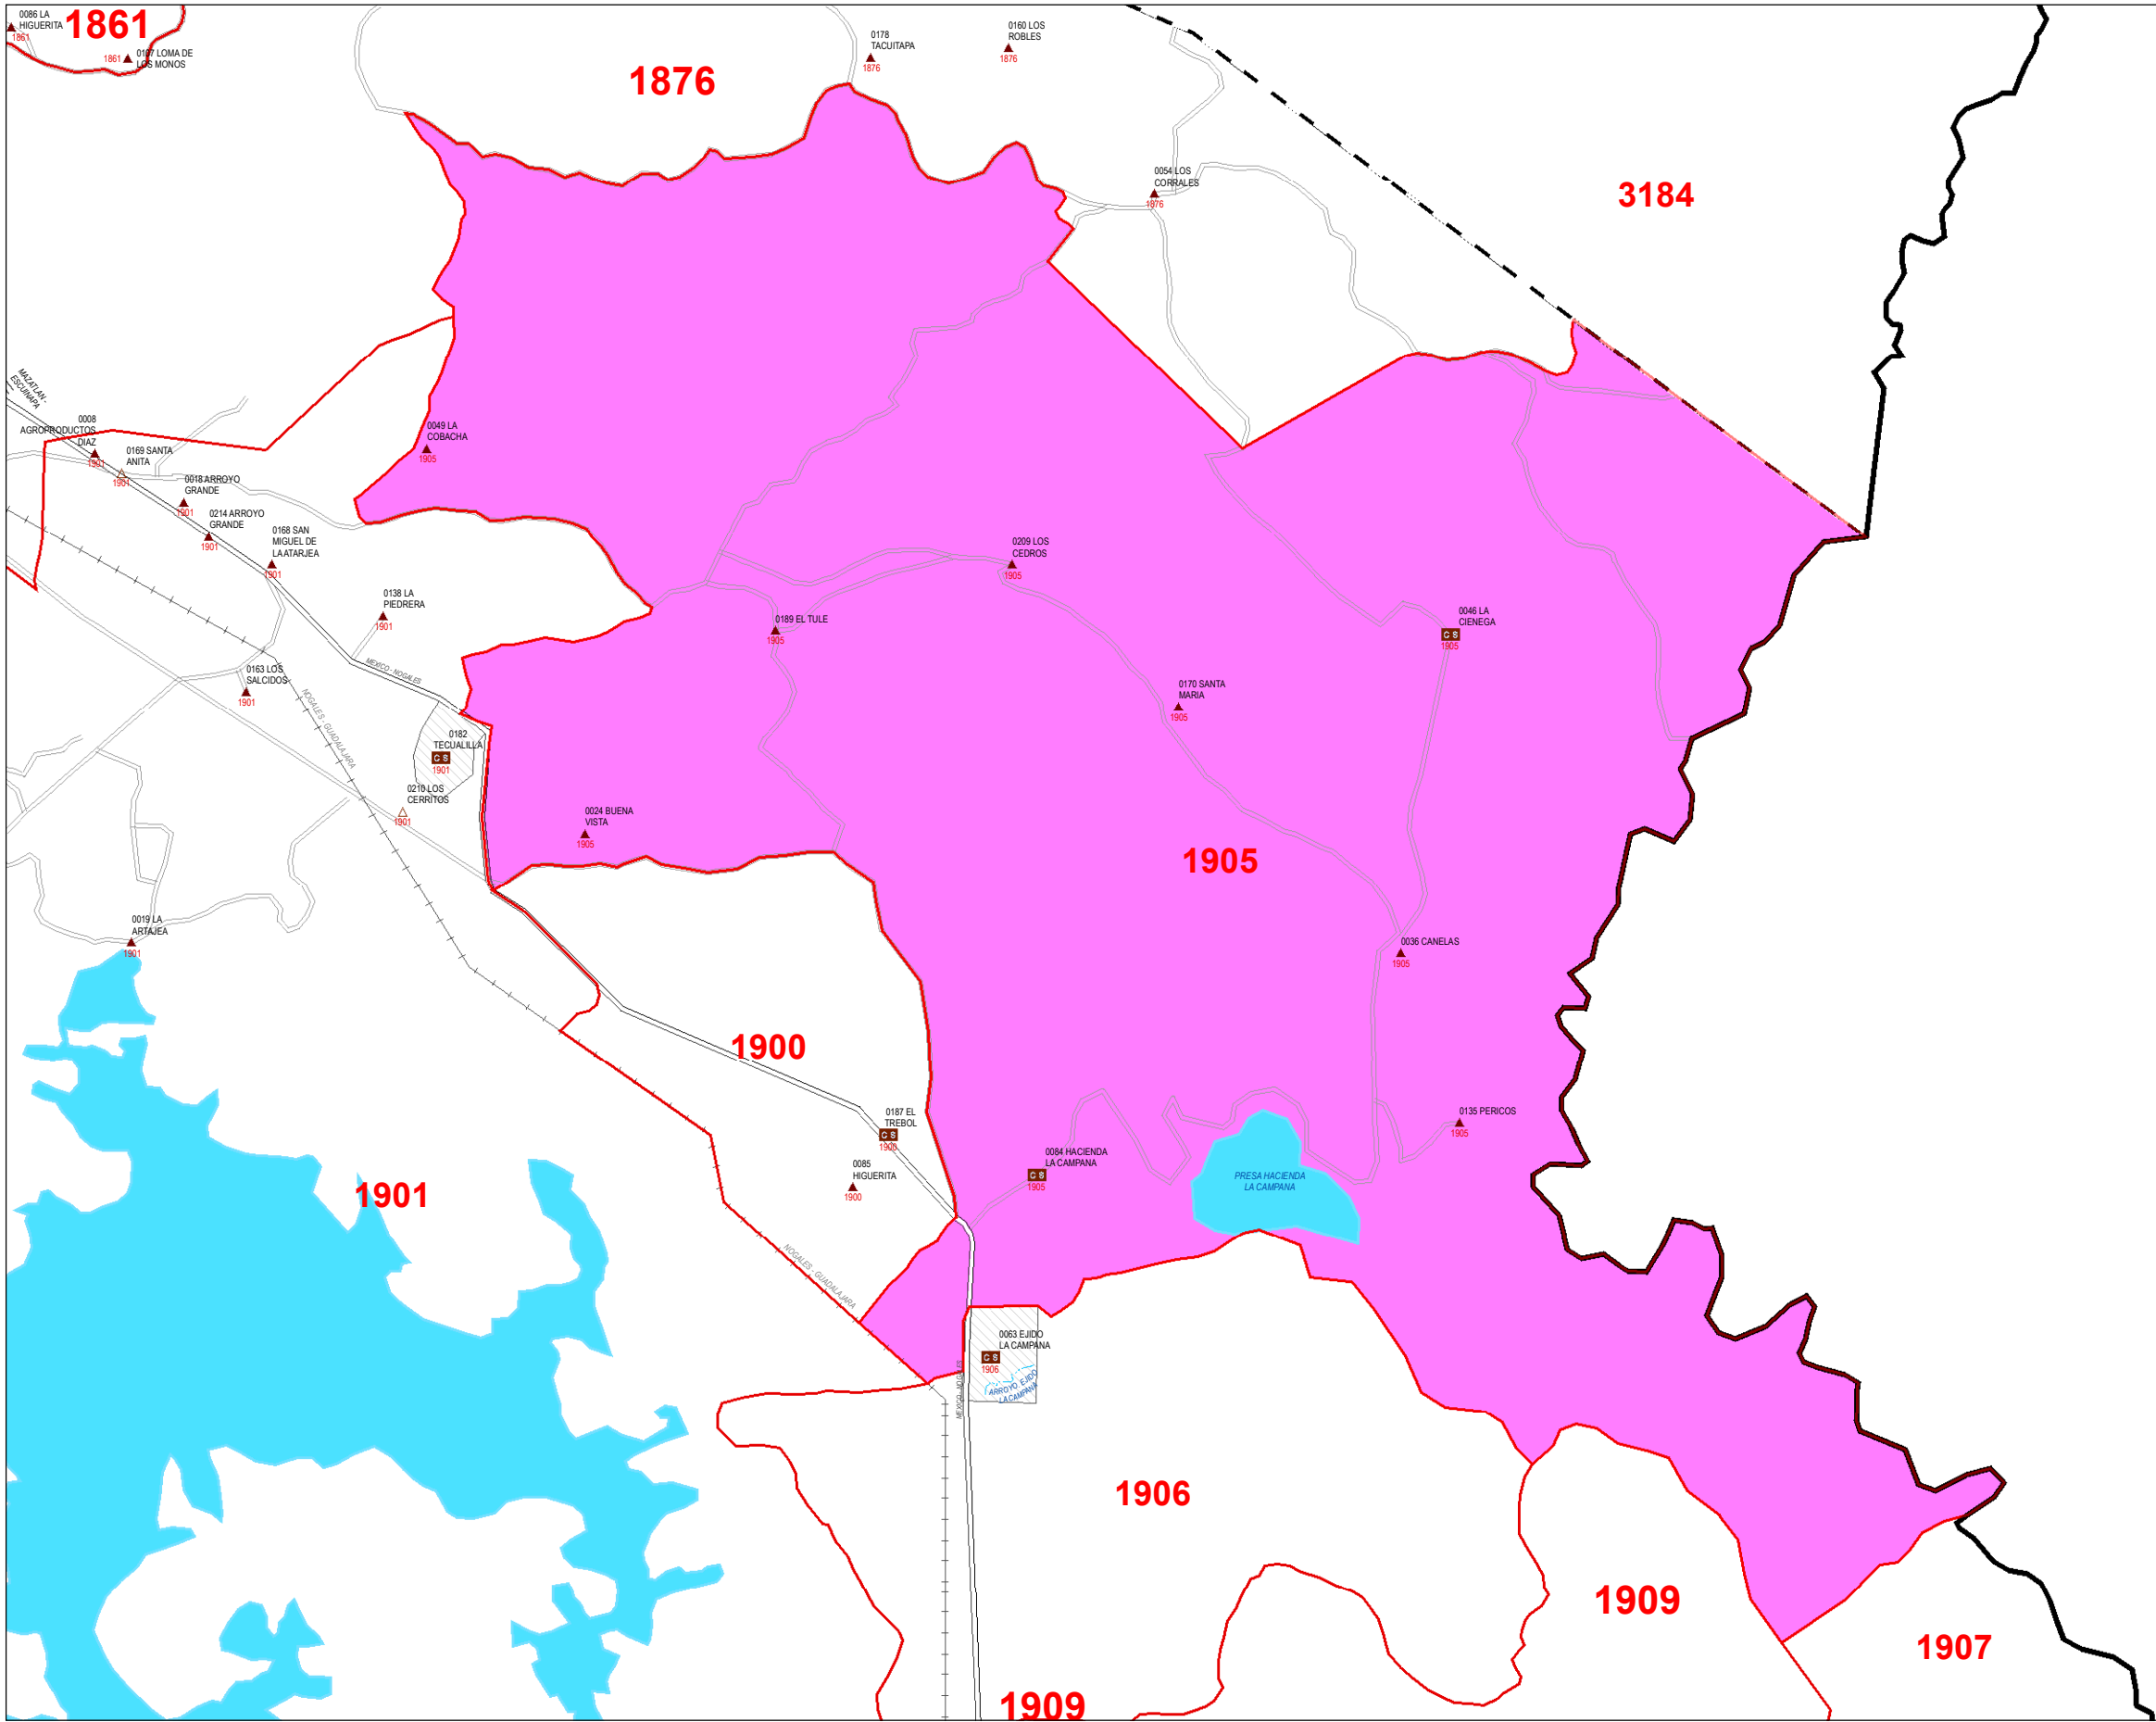 0086 LA
HIGUERITA
1861
1861
0197 LOMA DE
LOS MONOS
1861
1876
0178
TACUITAPA
1876
0160 LOS
ROBLES
1876
0054 LOS
CORRALES
1876
3184
MAZATLAN -
ESCUINAPA
0008
AGROPRODUCTOS
DIAZ
1901
0169 SANTA
ANITA
1901
0049 LA
COBACHA
1905
0018 ARROYO
GRANDE
1901
0214 ARROYO
GRANDE
1901
0168 SAN
MIGUEL DE
LA ATARJEA
1901
0209 LOS
CEDROS
1905
0138 LA
PIEDRERA
1901
0189 EL TULE
1905
0046 LA
CIENEGA
C S
1905
MEXICO - NOGALES
0163 LOS
SALCIDOS
1901
NOGALES - GUADALAJARA
0170 SANTA
MARIA
1905
0182
TECUALILLA
C S
1901
0210 LOS
CERRITOS
1901
0024 BUENA
VISTA
1905
1905
0019 LA
ARTAJEA
1901
0036 CANELAS
1905
1900
0187 EL
TREBOL
C S
1900
0135 PERICOS
1905
0085
HIGUERITA
1900
0084 HACIENDA
LA CAMPANA
C S
1905
PRESA HACIENDA
LA CAMPANA
1901
NOGALES - GUADALAJARA
0063 EJIDO
LA CAMPANA
C S
1906
ARROYO EJIDO
LA CAMPANA
MEXICO - NOGALES
1906
1909
1907
1909